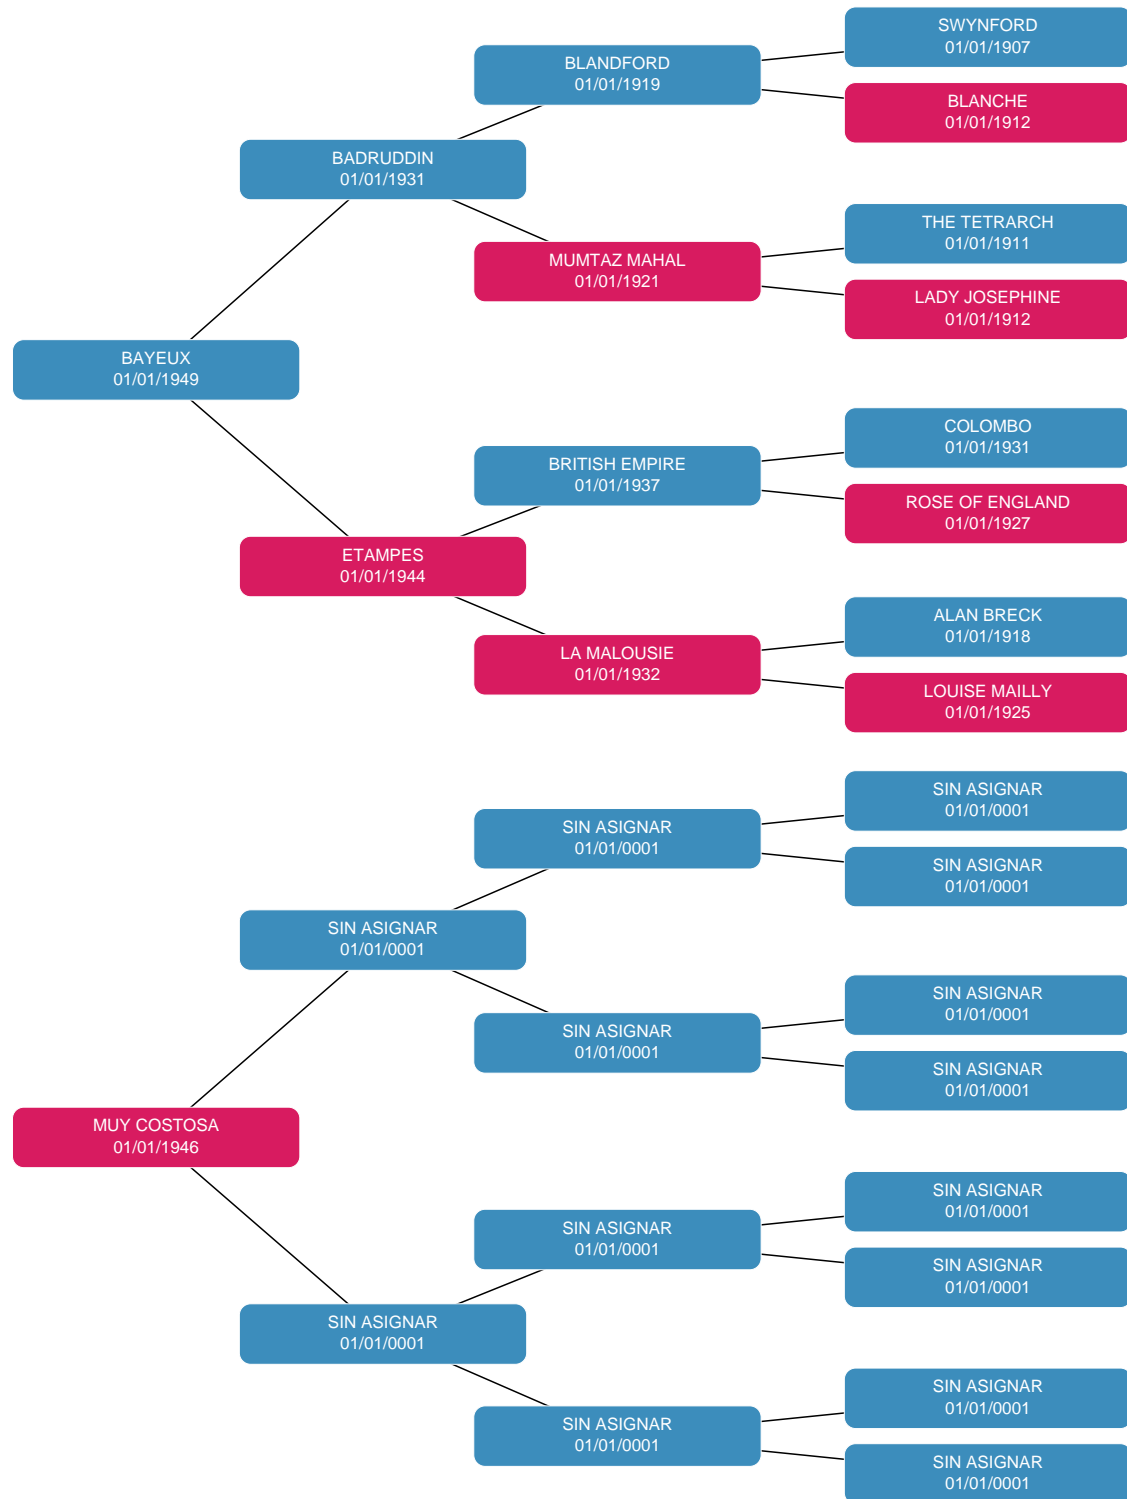 SWYNFORD
01/01/1907
BLANDFORD
01/01/1919
BLANCHE
01/01/1912
BADRUDDIN
01/01/1931
THE TETRARCH
01/01/1911
MUMTAZ MAHAL
01/01/1921
LADY JOSEPHINE
01/01/1912
BAYEUX
01/01/1949
COLOMBO
01/01/1931
BRITISH EMPIRE
01/01/1937
ROSE OF ENGLAND
01/01/1927
ETAMPES
01/01/1944
ALAN BRECK
01/01/1918
LA MALOUSIE
01/01/1932
LOUISE MAILLY
01/01/1925
SIN ASIGNAR
01/01/0001
SIN ASIGNAR
01/01/0001
SIN ASIGNAR
01/01/0001
SIN ASIGNAR
01/01/0001
SIN ASIGNAR
01/01/0001
SIN ASIGNAR
01/01/0001
SIN ASIGNAR
01/01/0001
MUY COSTOSA
01/01/1946
SIN ASIGNAR
01/01/0001
SIN ASIGNAR
01/01/0001
SIN ASIGNAR
01/01/0001
SIN ASIGNAR
01/01/0001
SIN ASIGNAR
01/01/0001
SIN ASIGNAR
01/01/0001
SIN ASIGNAR
01/01/0001